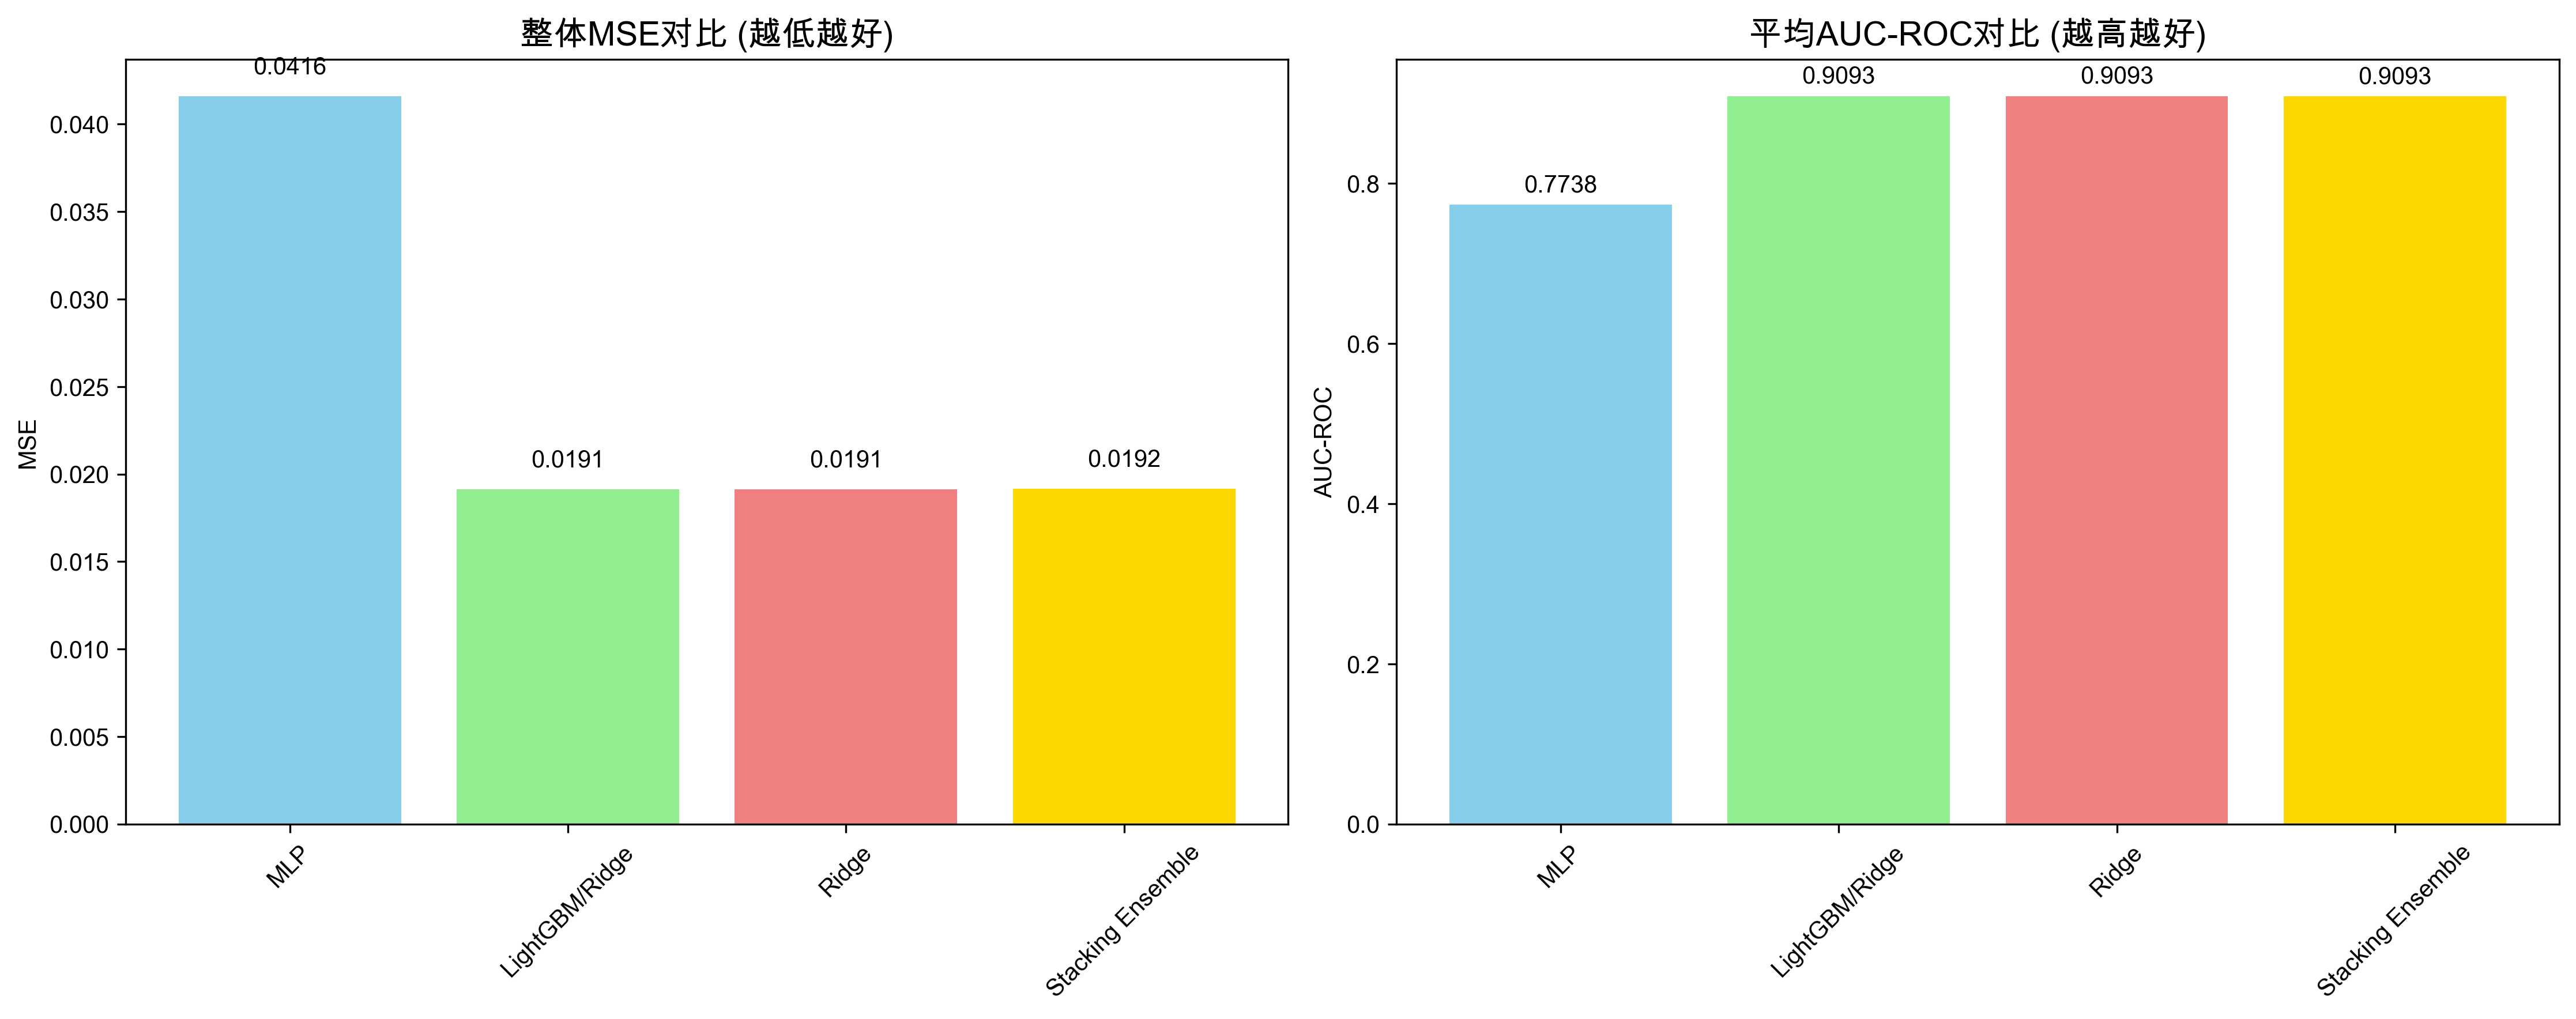 整体MSE对比 (越低越好)
0.0416
0.0191
0.0191
0.0192
0.040
0.035
0.030
0.025
0.020
0.015
0.010
0.005
0.000
MSE
MLP
LightGBM/Ridge
Ridge
Stacking Ensemble
平均AUC-ROC对比 (越高越好)
0.7738
0.9093
0.9093
0.9093
0.8
0.6
0.4
0.2
0.0
AUC-ROC
MLP
LightGBM/Ridge
Ridge
Stacking Ensemble